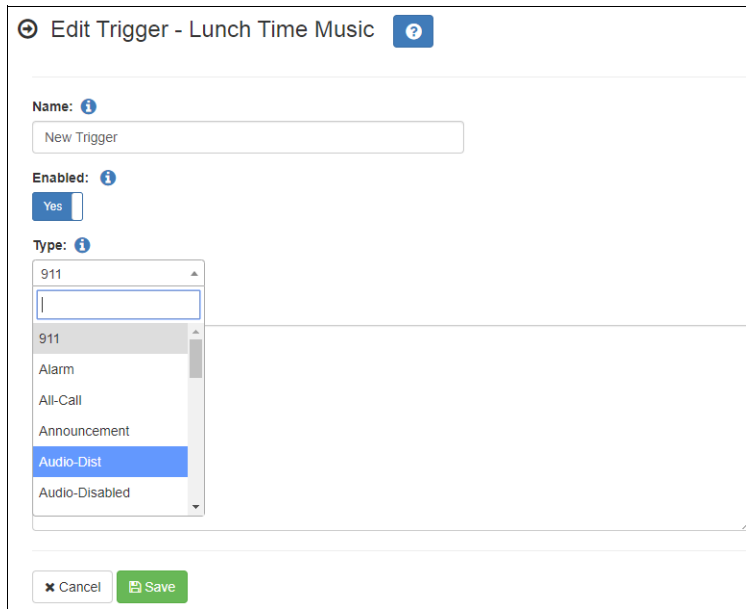 Edit Trigger - Lunch Time Music
Name:
New Trigger
Enabled:
Yes
Type:
911
911
Alarm
All-Call
Announcement
Audio-Dist
Audio-Disabled
Cancel
Save